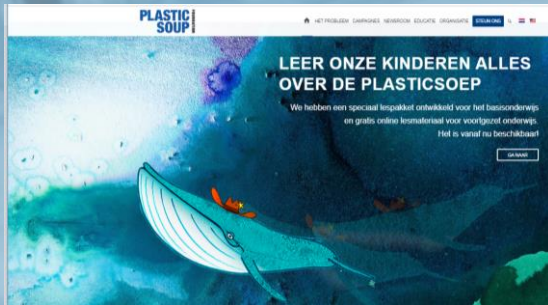 PLASTIC
SOUP
HET PROBLEEM CAMPAGNES NEWSROOM EDUCATIE ORGANISATIE STEUN ONS
LEER ONZE KINDEREN ALLES
OVER DE PLASTICSOEP
We hebben een speciaal lespakket ontwikkeld voor het basisonderwijs
en gratis online lesmateriaal voor voortgezet onderwijs.
Het is vanaf nu beschikbaar!
GA NAAR